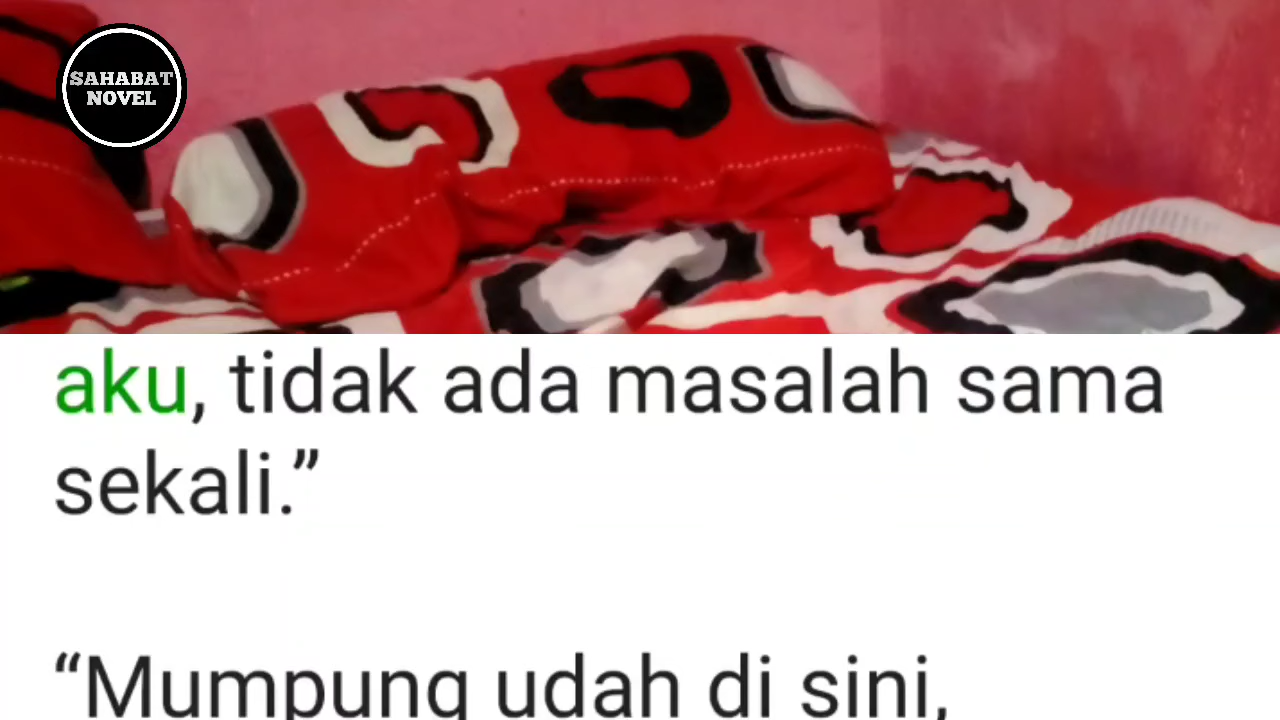 SAHABAT
NOVEL
aku, tidak ada masalah sama
sekali.”
“Mumpung udah di sini,